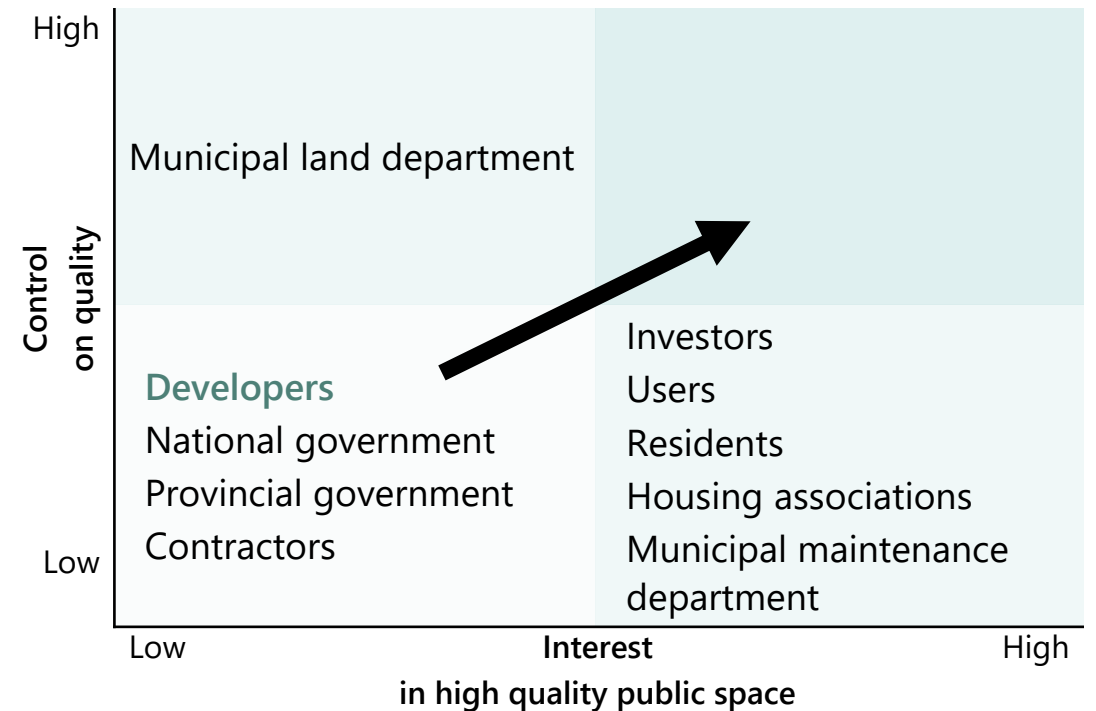 High
Municipal land department
Control
on quality
Investors
Developers
Users
National government
Residents
Provincial government
Housing associations
Contractors
Municipal maintenance
department
Low
Low
Interest
High
in high quality public space